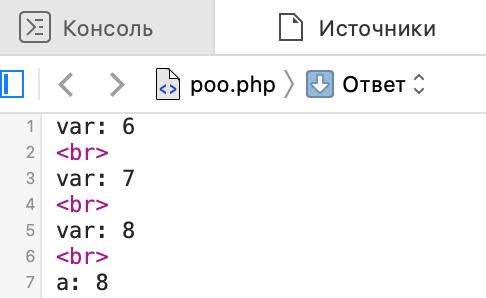 Консоль Источники
poo.php Ответ
1 var: 6
2 <br>
3 var: 7
4 <br>
5 var: 8
6 <br>
7 a: 8